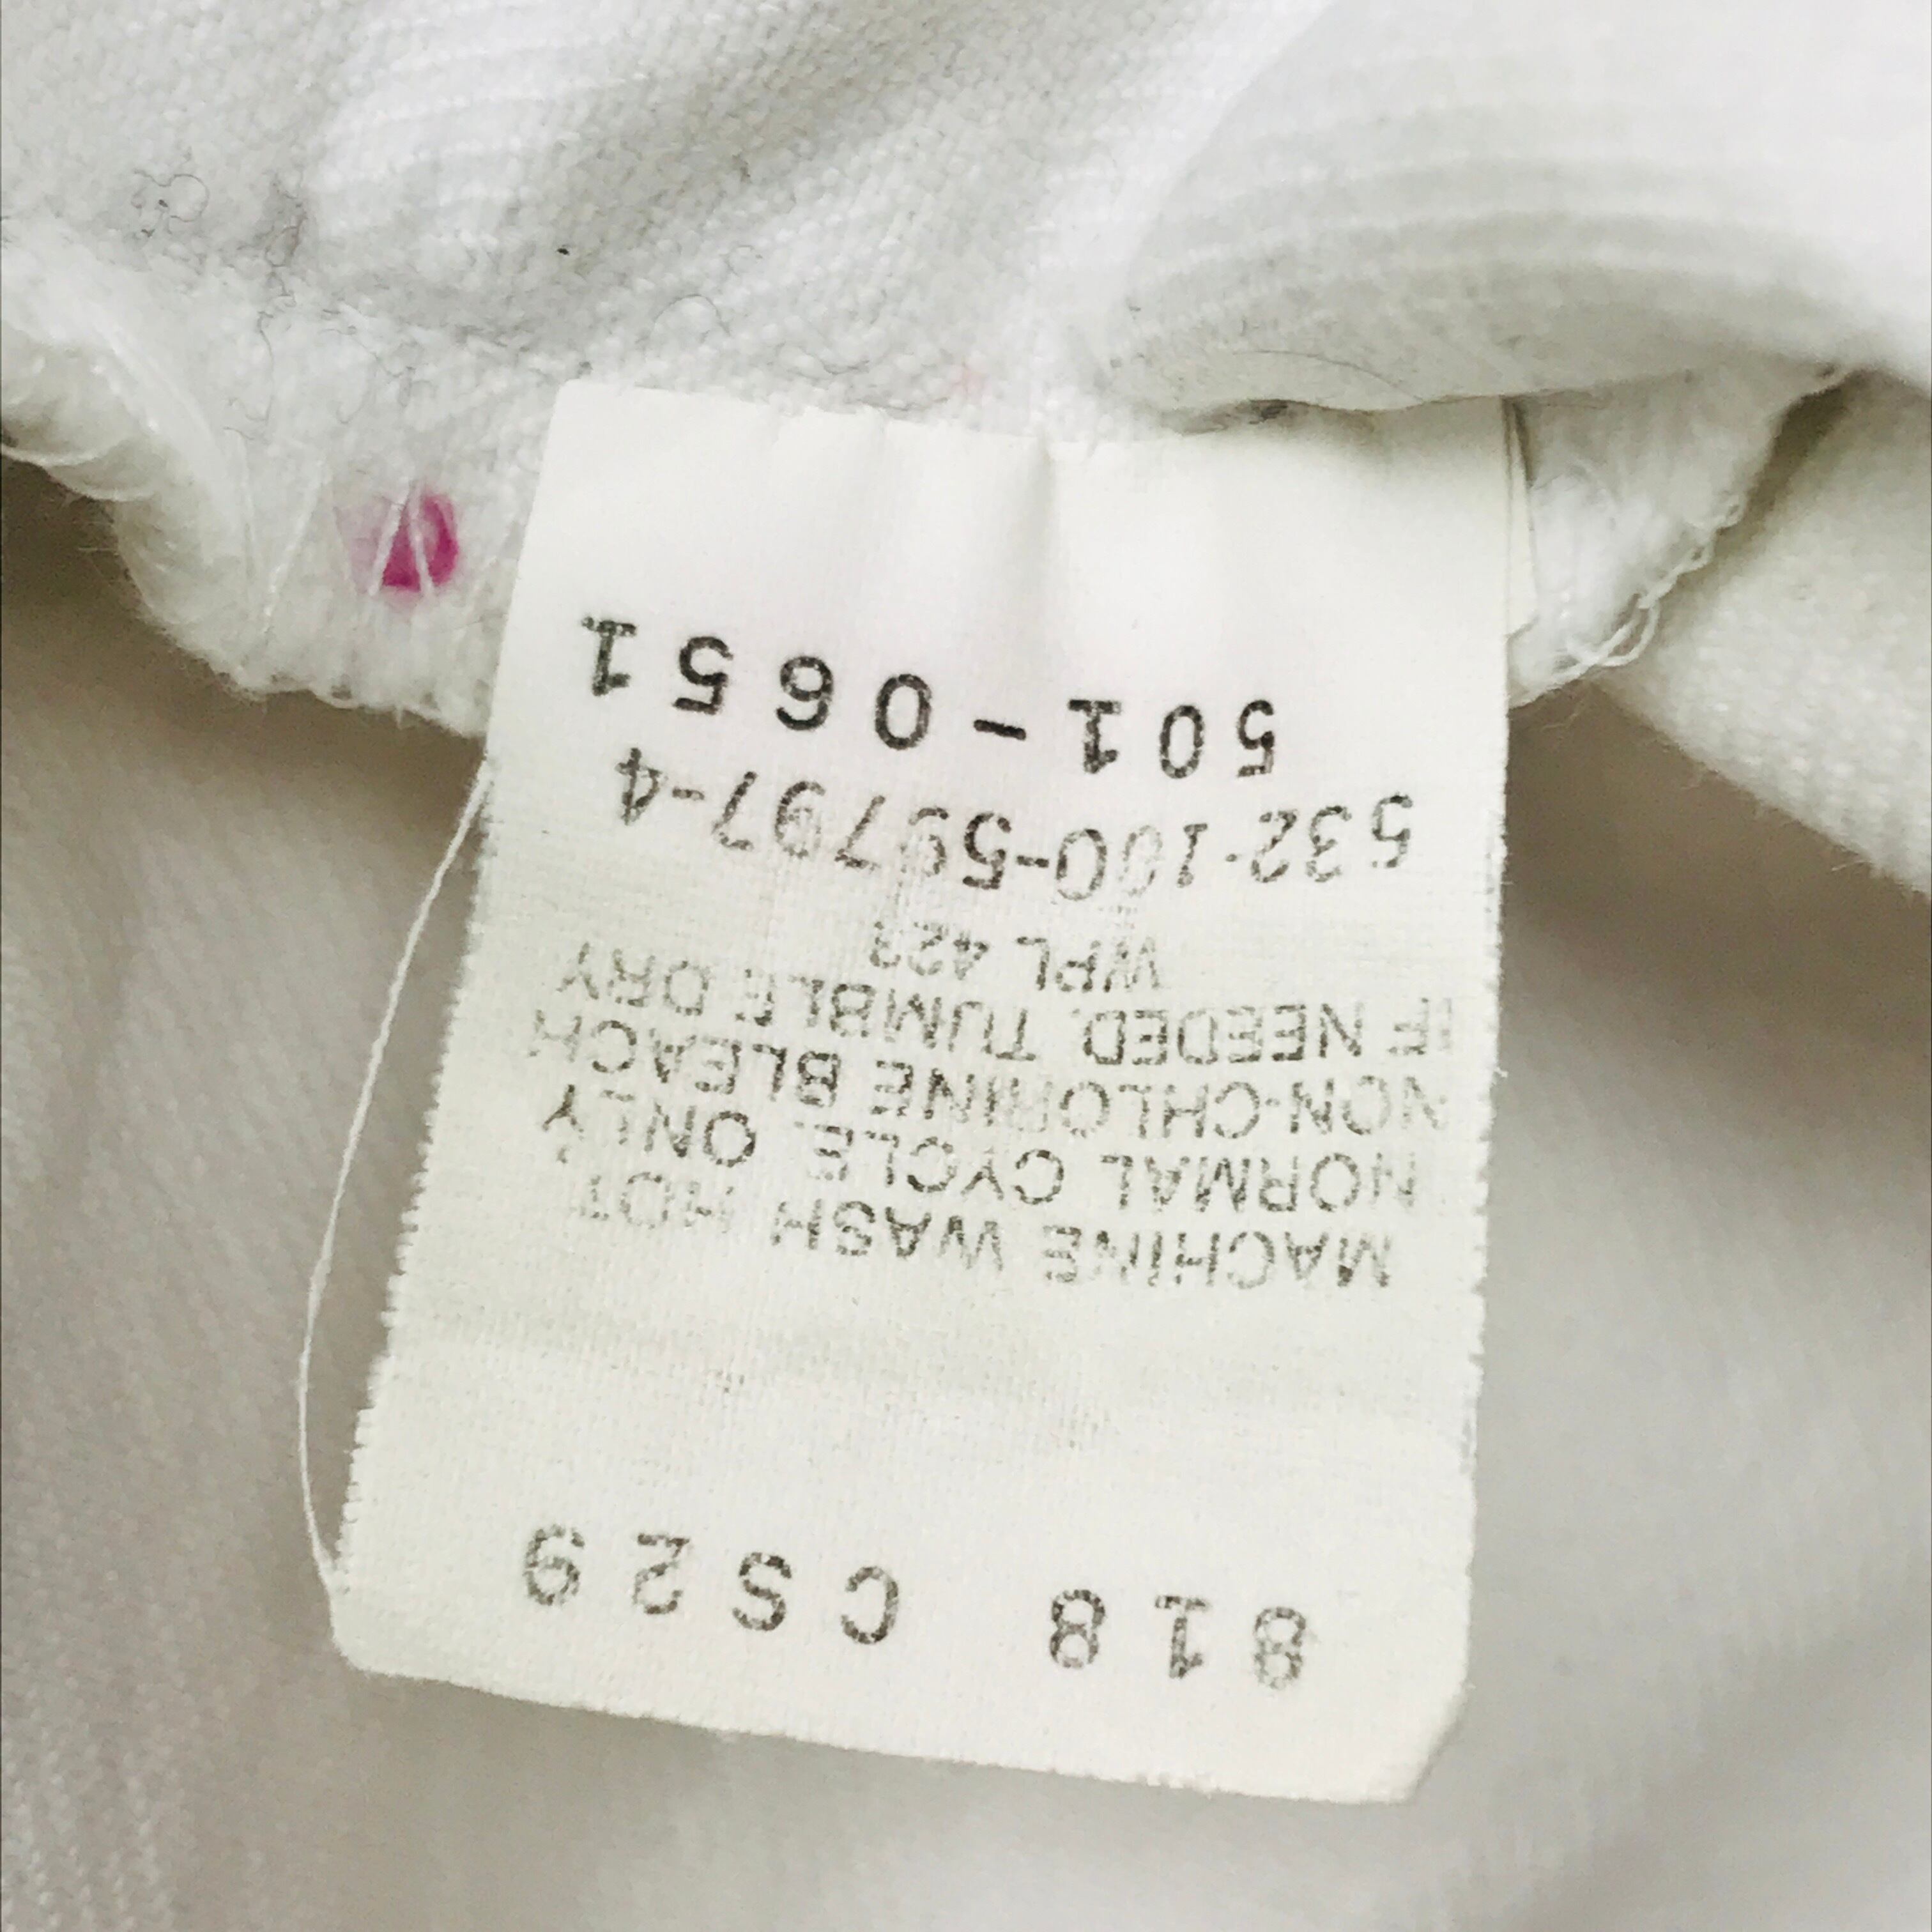 818 CS29
MACHINE WASH HOT
NORMAL CYCLE. ONLY
NON-CHLORINE BLEACH
IF NEEDED. TUMBLE DRY
WPL 423
532-100-59797-4
501-0651